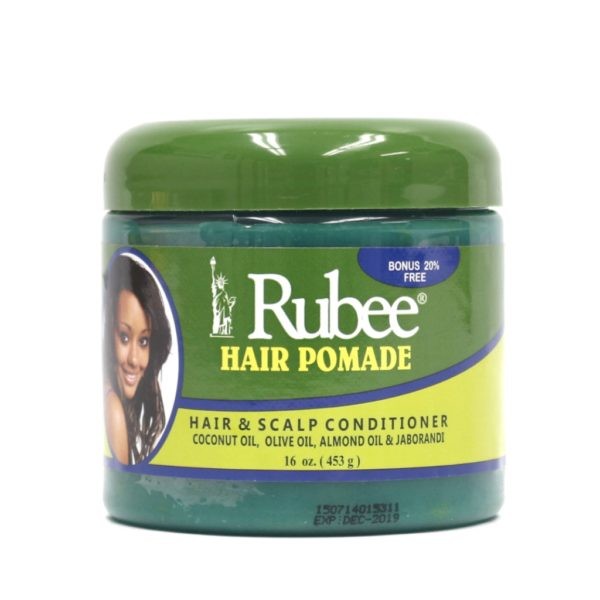 BONUS 20%
FREE
Rubee®
HAIR POMADE
HAIR & SCALP CONDITIONER
COCONUT OIL, OLIVE OIL, ALMOND OIL & JABORANDI
16 oz. (453 g)
150714015311
EXP:DEC-2019